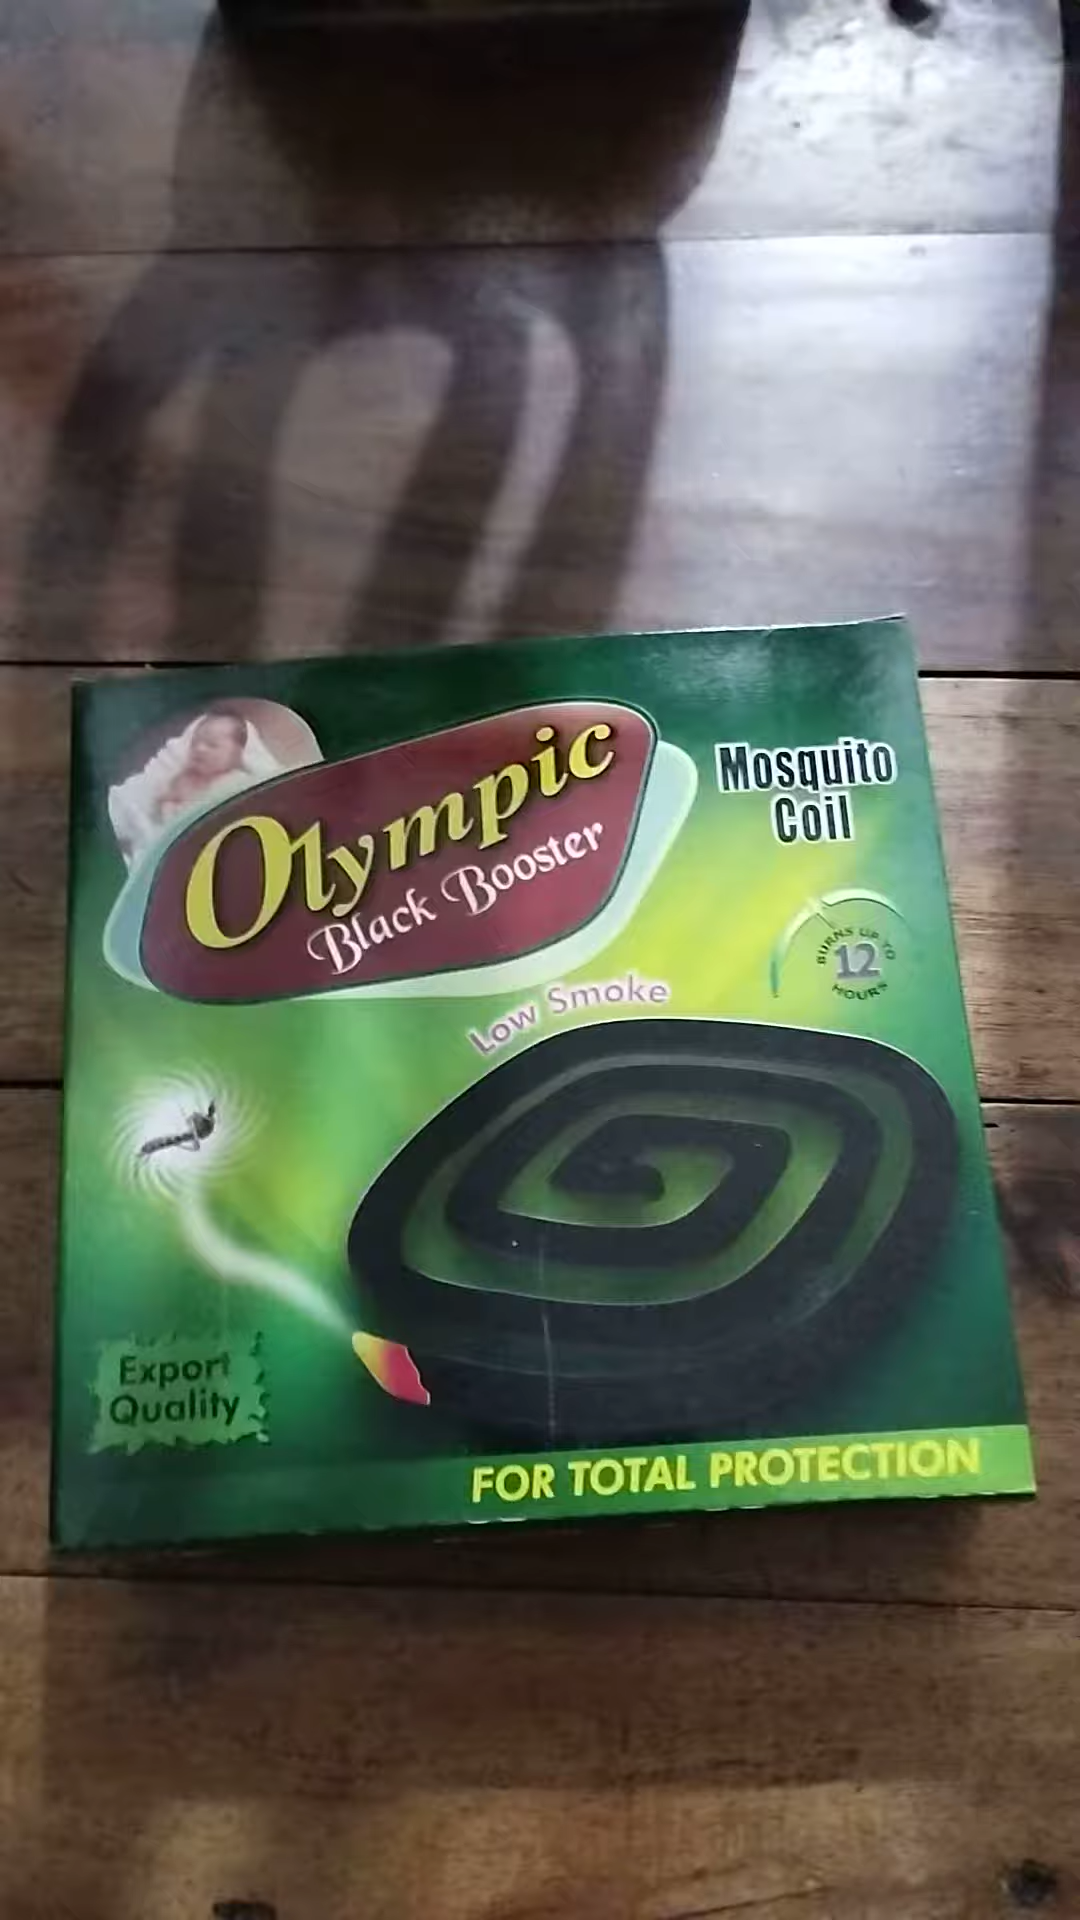 Olympic
Black Booster
Mosquito
Coil
BURNS UP TO
12
HOURS
Low Smoke
Export
Quality
FOR TOTAL PROTECTION